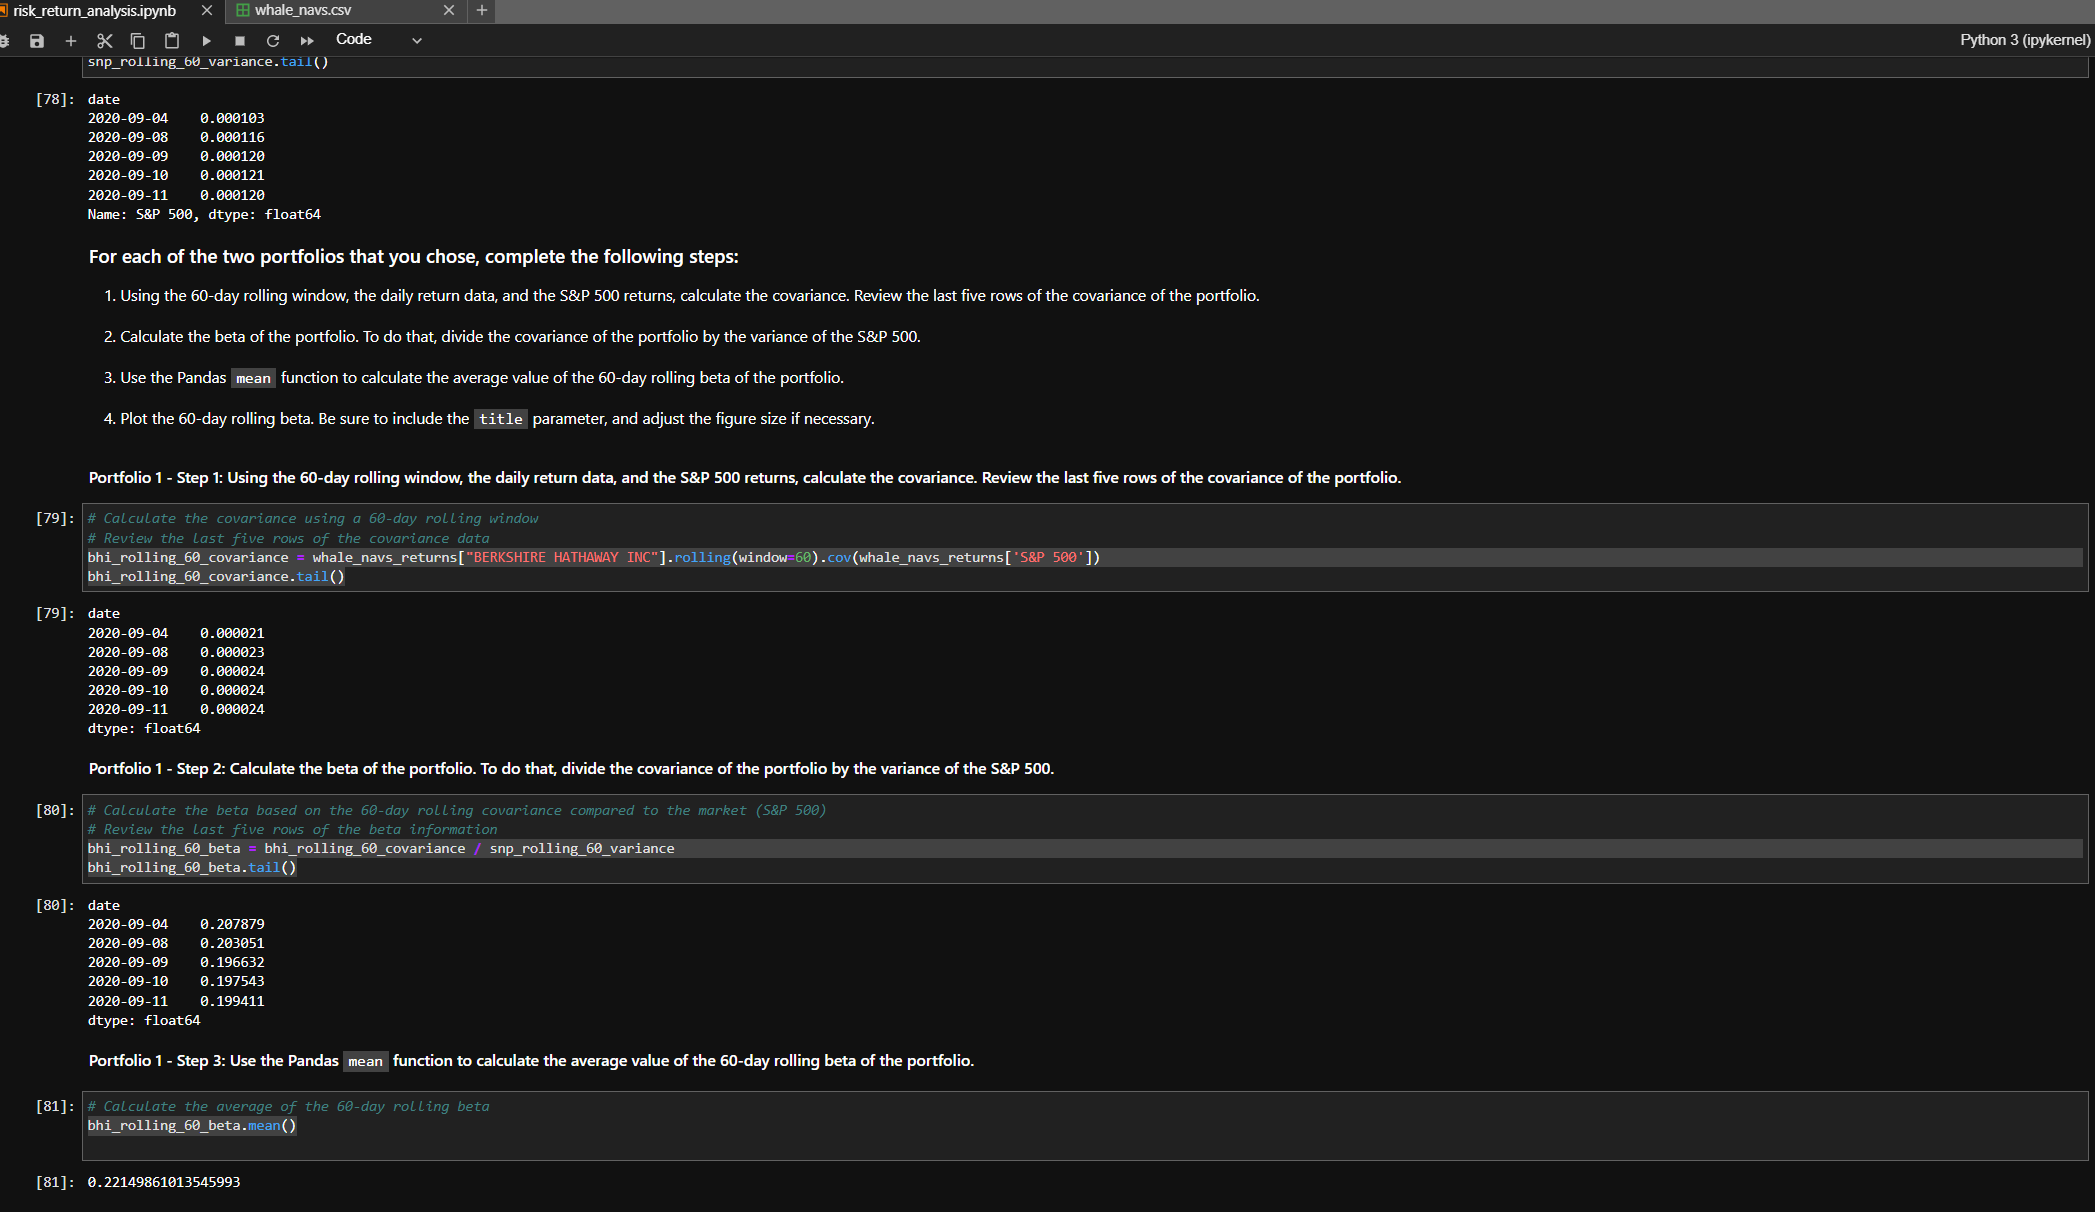 risk_return_analysis.ipynb
whale_navs.csv
Code
Python 3 (ipykernel)
snp_rolling_60_variance.tail()
[78]: date
2020-09-04    0.000103
2020-09-08    0.000116
2020-09-09    0.000120
2020-09-10    0.000121
2020-09-11    0.000120
Name: S&P 500, dtype: float64
For each of the two portfolios that you chose, complete the following steps:
1. Using the 60-day rolling window, the daily return data, and the S&P 500 returns, calculate the covariance. Review the last five rows of the covariance of the portfolio.
2. Calculate the beta of the portfolio. To do that, divide the covariance of the portfolio by the variance of the S&P 500.
3. Use the Pandas mean function to calculate the average value of the 60-day rolling beta of the portfolio.
4. Plot the 60-day rolling beta. Be sure to include the title parameter, and adjust the figure size if necessary.
Portfolio 1 - Step 1: Using the 60-day rolling window, the daily return data, and the S&P 500 returns, calculate the covariance. Review the last five rows of the covariance of the portfolio.
[79]: # Calculate the covariance using a 60-day rolling window
# Review the last five rows of the covariance data
bhi_rolling_60_covariance = whale_navs_returns["BERKSHIRE HATHAWAY INC"].rolling(window=60).cov(whale_navs_returns['S&P 500'])
bhi_rolling_60_covariance.tail()
[79]: date
2020-09-04    0.000021
2020-09-08    0.000023
2020-09-09    0.000024
2020-09-10    0.000024
2020-09-11    0.000024
dtype: float64
Portfolio 1 - Step 2: Calculate the beta of the portfolio. To do that, divide the covariance of the portfolio by the variance of the S&P 500.
[80]: # Calculate the beta based on the 60-day rolling covariance compared to the market (S&P 500)
# Review the last five rows of the beta information
bhi_rolling_60_beta = bhi_rolling_60_covariance / snp_rolling_60_variance
bhi_rolling_60_beta.tail()
[80]: date
2020-09-04    0.207879
2020-09-08    0.203051
2020-09-09    0.196632
2020-09-10    0.197543
2020-09-11    0.199411
dtype: float64
Portfolio 1 - Step 3: Use the Pandas mean function to calculate the average value of the 60-day rolling beta of the portfolio.
[81]: # Calculate the average of the 60-day rolling beta
bhi_rolling_60_beta.mean()
[81]: 0.22149861013545993